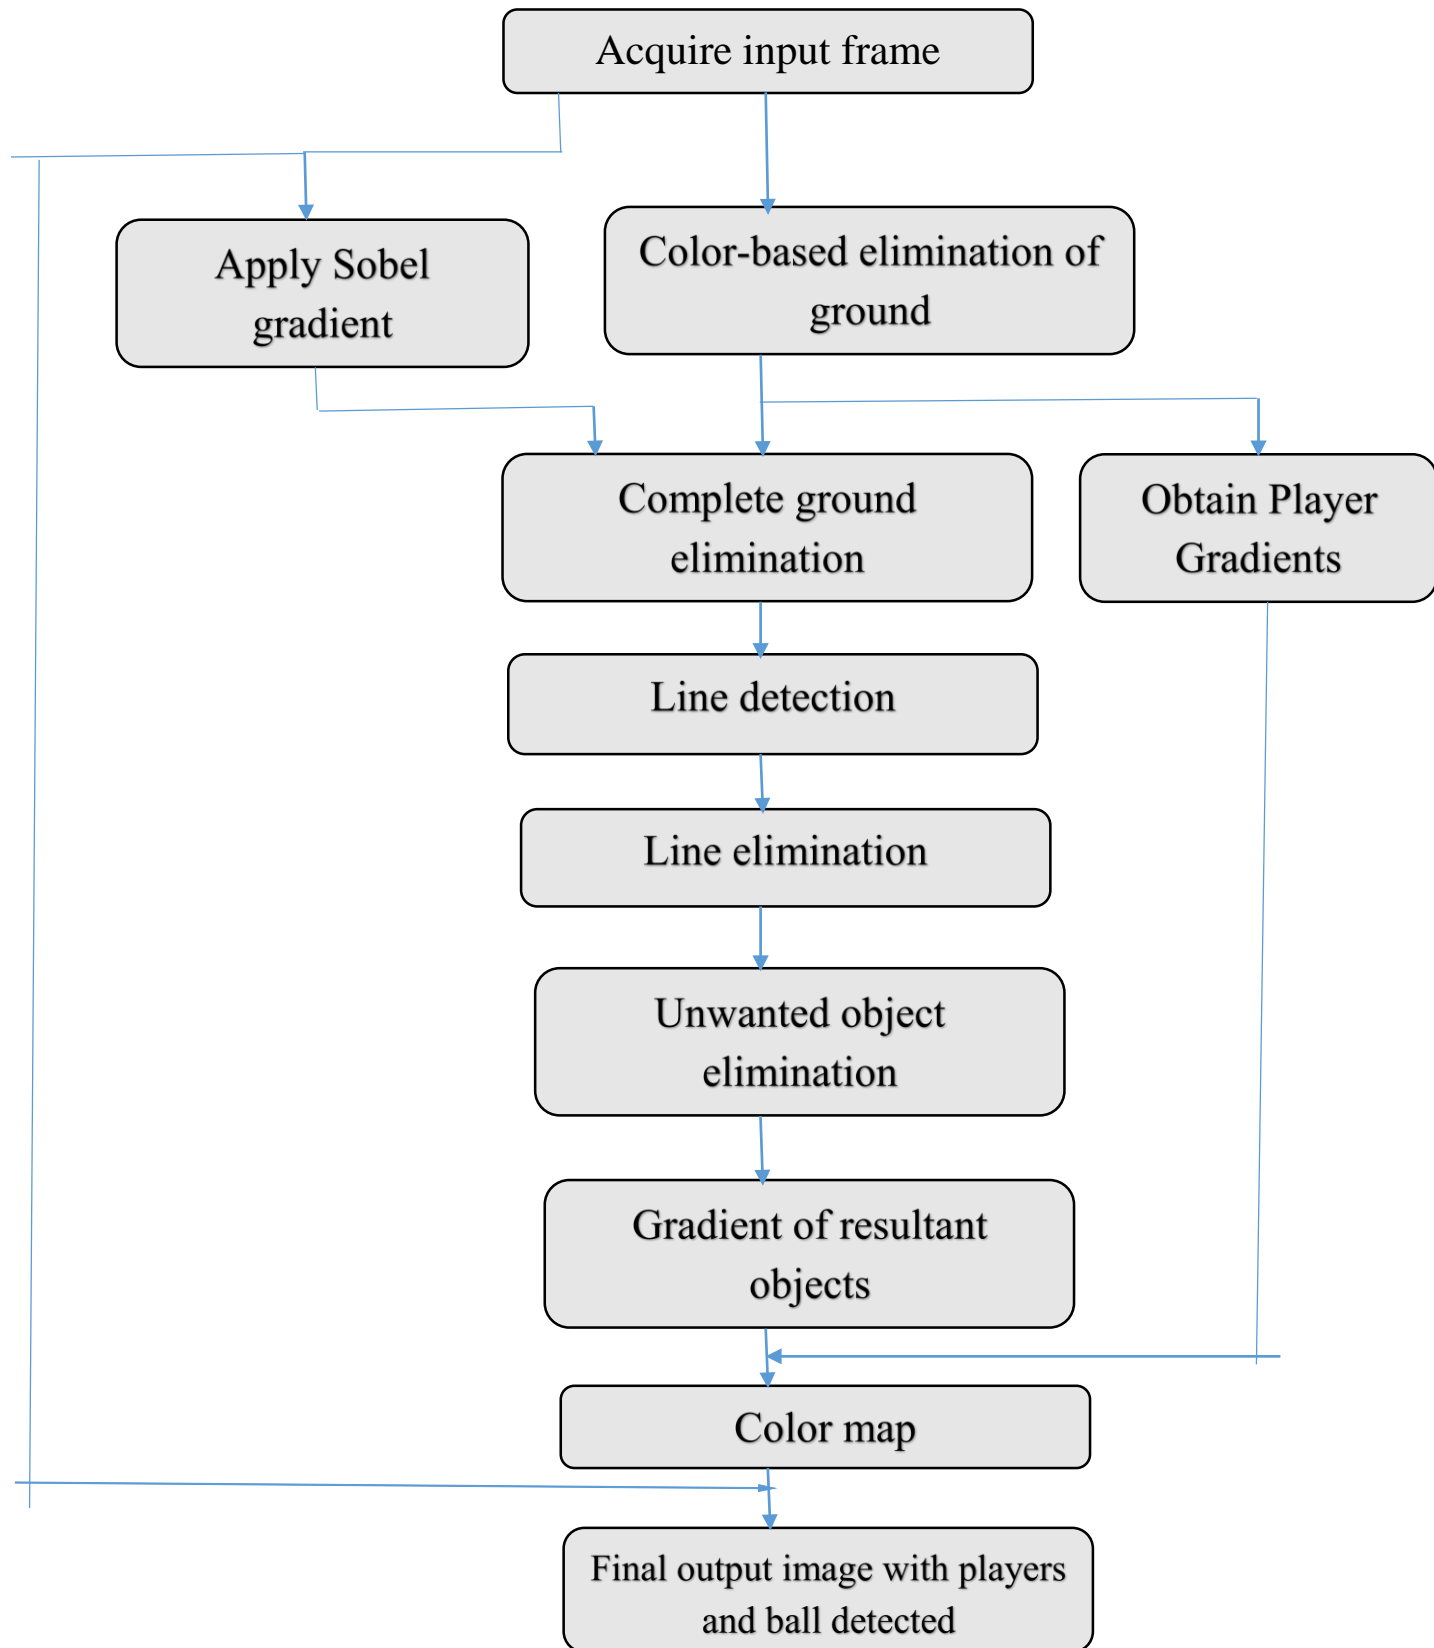 Acquire input frame
Apply Sobel
gradient
Color-based elimination of
ground
Complete ground
elimination
Obtain Player
Gradients
Line detection
Line elimination
Unwanted object
elimination
Gradient of resultant
objects
Color map
Final output image with players
and ball detected